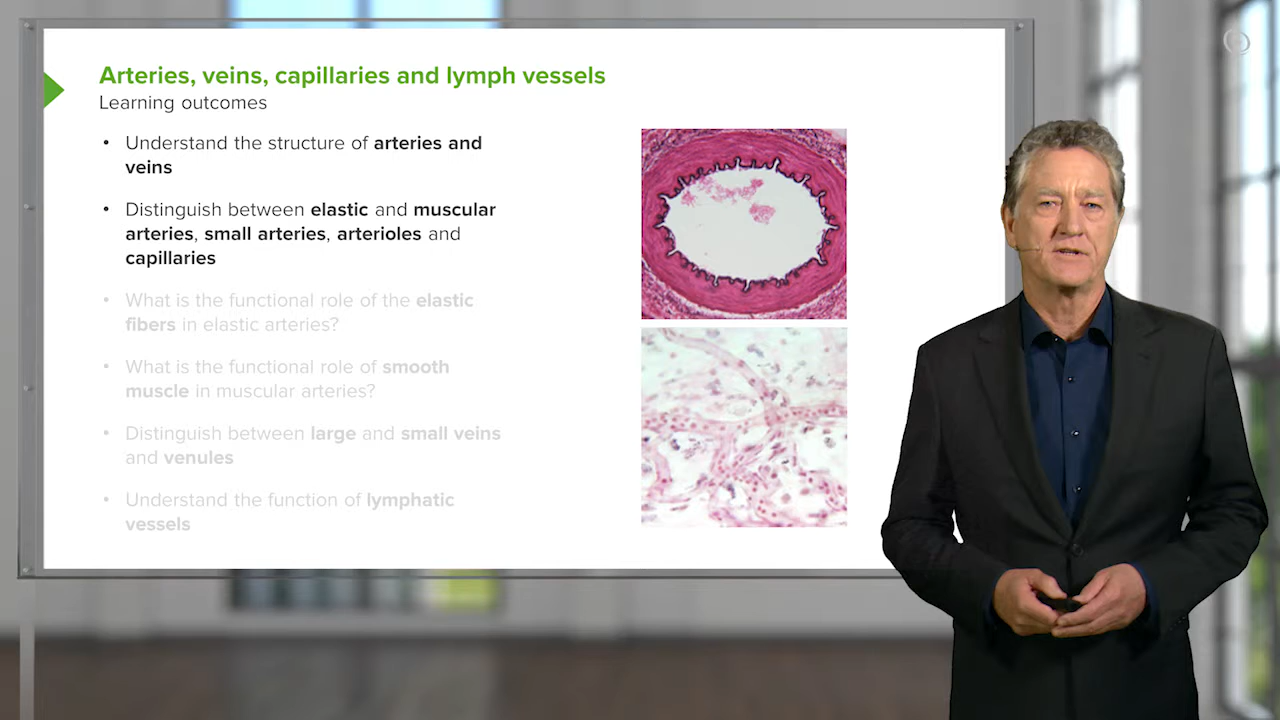 Arteries, veins, capillaries and lymph vessels
Learning outcomes
• Understand the structure of arteries and
veins
• Distinguish between elastic and muscular
arteries, small arteries, arterioles and
capillaries
• What is the functional role of the elastic
fibers in elastic arteries?
• What is the functional role of smooth
muscle in muscular arteries?
• Distinguish between large and small veins
and venules
• Understand the function of lymphatic
vessels